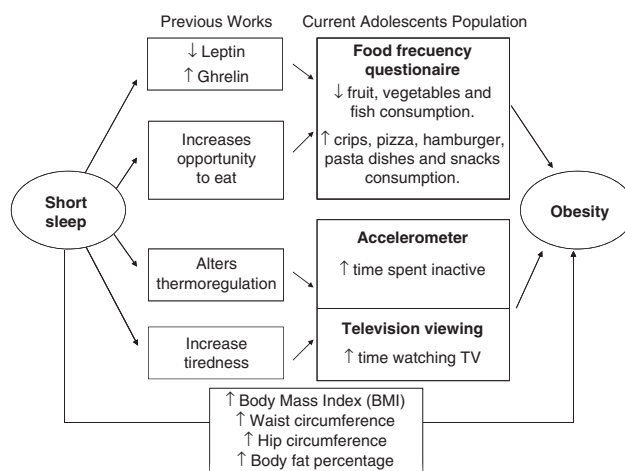 Previous Works
Current Adolescents Population
↓ Leptin
↑ Ghrelin
Food frecuency
questionaire
↓ fruit, vegetables and
fish consumption.
↑ crips, pizza, hamburger,
pasta dishes and snacks
consumption.
Increases
opportunity
to eat
Short
sleep
Obesity
Alters
thermoregulation
Accelerometer
↑ time spent inactive
Increase
tiredness
Television viewing
↑ time watching TV
↑ Body Mass Index (BMI)
↑ Waist circumference
↑ Hip circumference
↑ Body fat percentage